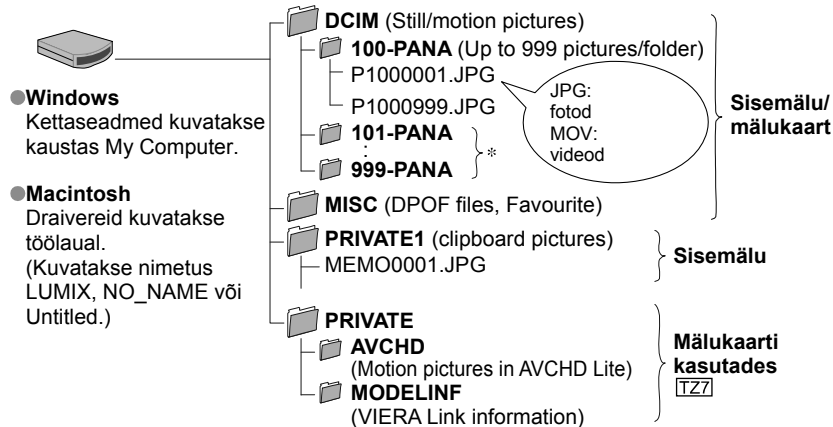 ●Windows
Kettaseadmed kuvatakse
kaustas My Computer.
●Macintosh
Draivereid kuvatakse
töölaual.
(Kuvatakse nimetus
LUMIX, NO_NAME või
Untitled.)
DCIM (Still/motion pictures)
100-PANA (Up to 999 pictures/folder)
P1000001.JPG
P1000999.JPG
JPG:
fotod
MOV:
videod
101-PANA
:
999-PANA
*
MISC (DPOF files, Favourite)
Sisemälu/
mälukaart
PRIVATE1 (clipboard pictures)
MEMO0001.JPG
Sisemälu
PRIVATE
AVCHD
(Motion pictures in AVCHD Lite)
MODELINF
(VIERA Link information)
Mälukaarti
kasutades
TZ7